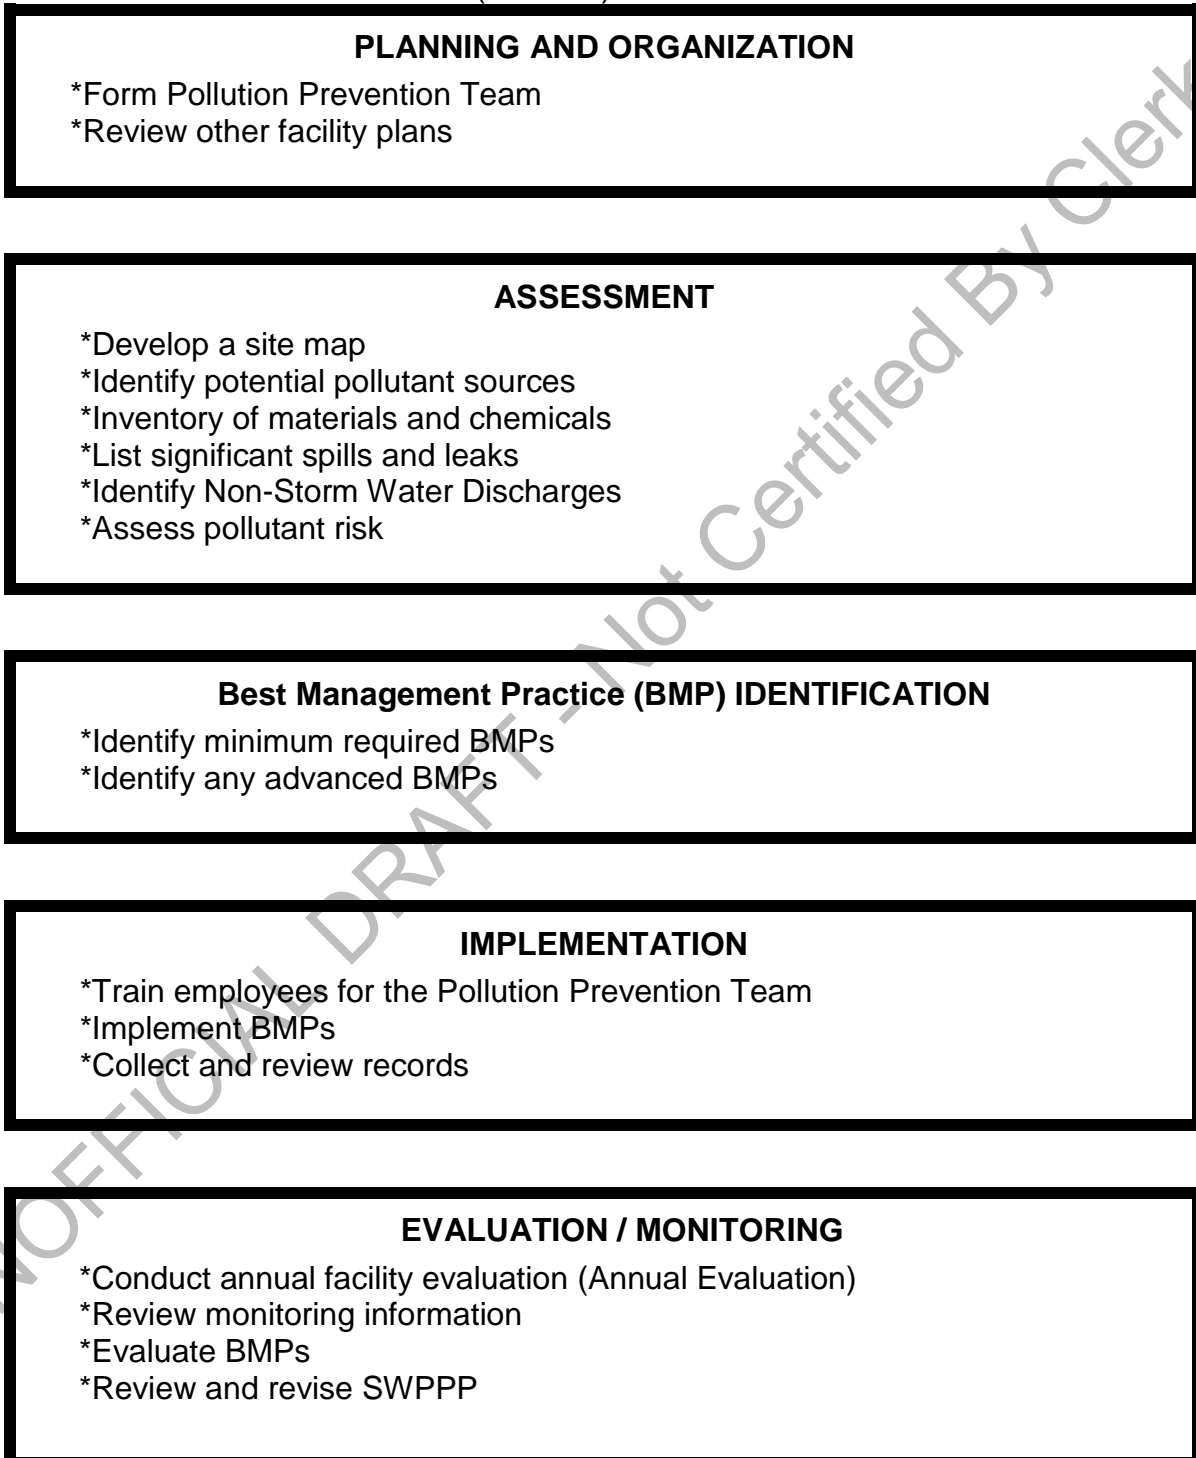 PLANNING AND ORGANIZATION
*Form Pollution Prevention Team
*Review other facility plans
ASSESSMENT
*Develop a site map
*Identify potential pollutant sources
*Inventory of materials and chemicals
*List significant spills and leaks
*Identify Non-Storm Water Discharges
*Assess pollutant risk
Best Management Practice (BMP) IDENTIFICATION
*Identify minimum required BMPs
*Identify any advanced BMPs
IMPLEMENTATION
*Train employees for the Pollution Prevention Team
*Implement BMPs
*Collect and review records
EVALUATION / MONITORING
*Conduct annual facility evaluation (Annual Evaluation)
*Review monitoring information
*Evaluate BMPs
*Review and revise SWPPP
NOFFICIAL DRAFT - Not Certified By Clerk